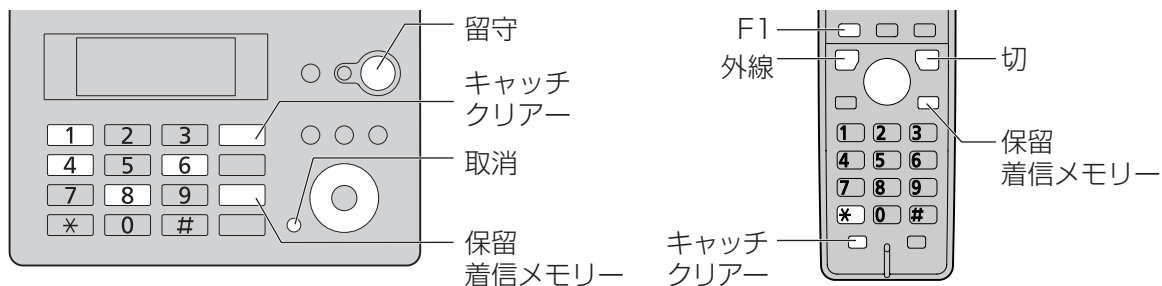 留守
キャッチ
クリアー
取消
保留
着信メモリー
1 2 3
4 5 6
7 8 9
* 0 #
F1
外線
切
保留
着信メモリー
1 2 3
4 5 6
7 8 9
* 0 #
キャッチ
クリアー